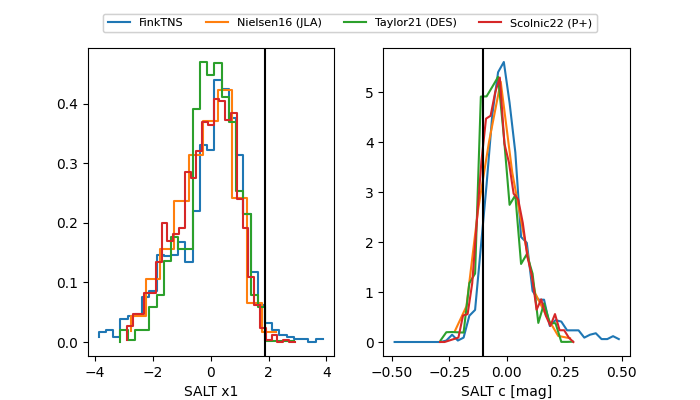 FinkTNS Nielsen16 (JLA) Taylor21 (DES) Scolnic22 (P+)
0.4
0.3
0.2
0.1
0.0
−4 −2 0 2 4
SALT x1
5
4
3
2
1
0
−0.50 −0.25 0.00 0.25 0.50
SALT c [mag]